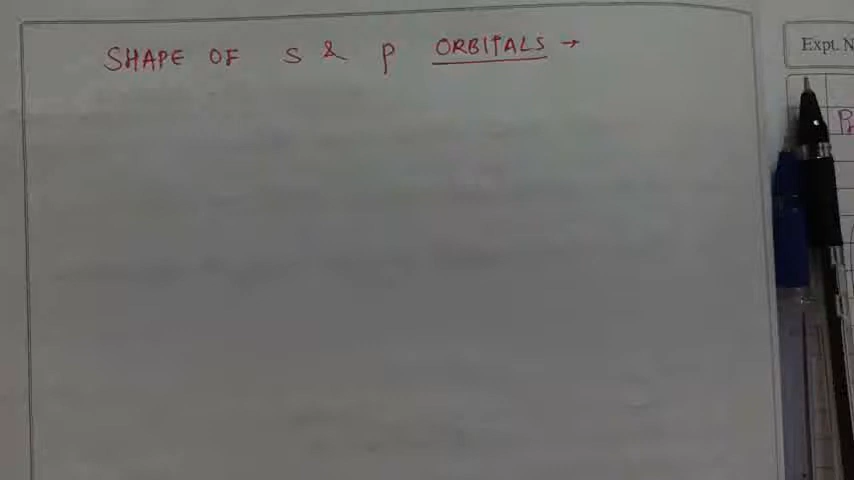 SHAPE OF s & p ORBITALS →
Expt. N